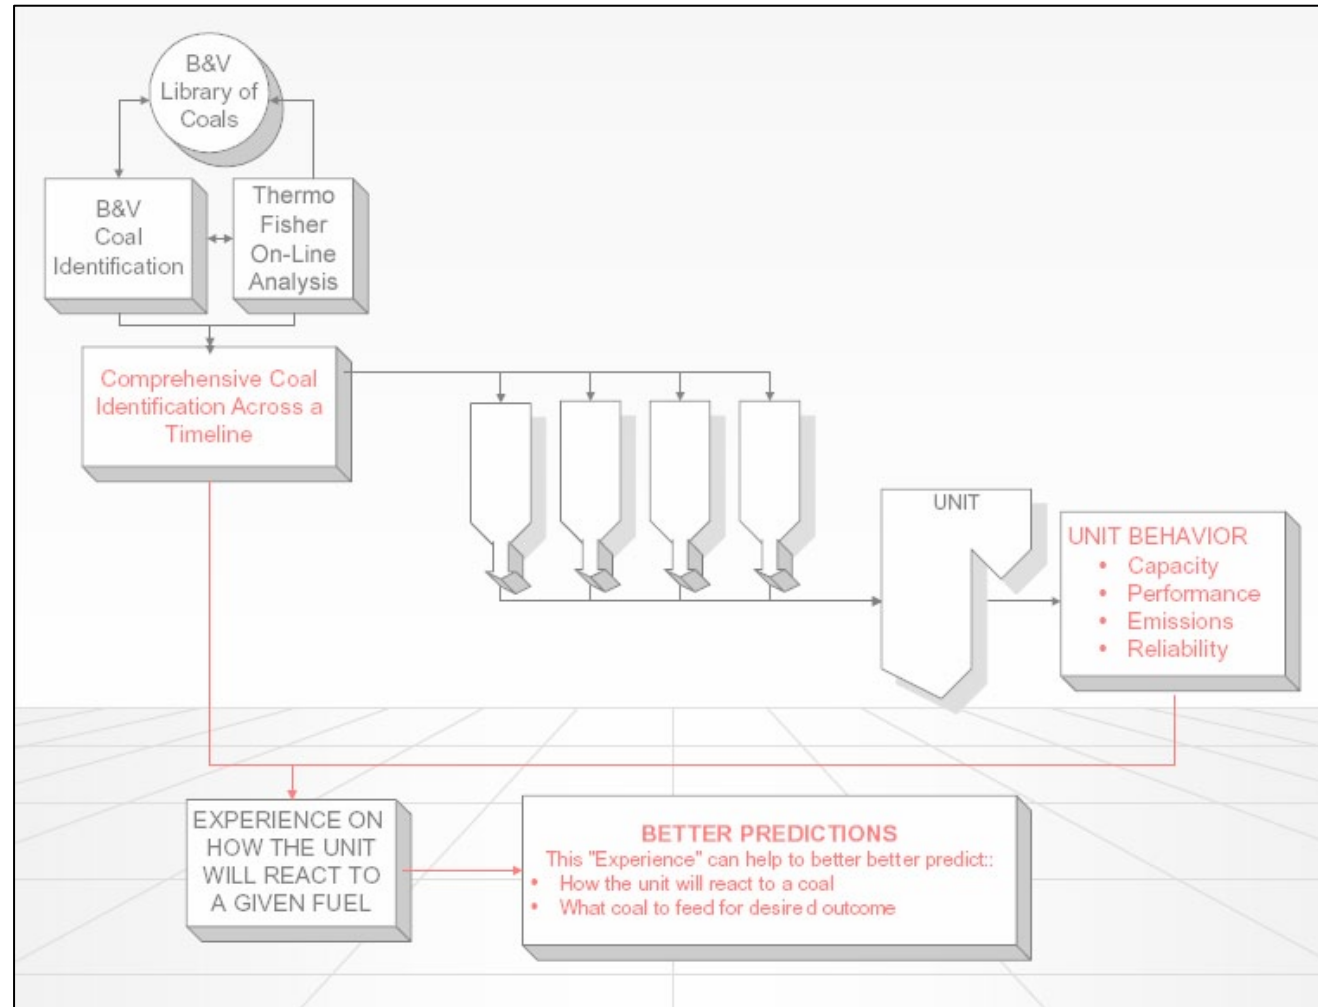 B&V
Library of
Coals
B&V
Coal
Identification
Thermo
Fisher
On-Line
Analysis
Comprehensive Coal
Identification Across a
Timeline
UNIT
UNIT BEHAVIOR
• Capacity
• Performance
• Emissions
• Reliability
EXPERIENCE ON
HOW THE UNIT
WILL REACT TO
A GIVEN FUEL
BETTER PREDICTIONS
This "Experience" can help to better better predict::
• How the unit will react to a coal
• What coal to feed for desired outcome